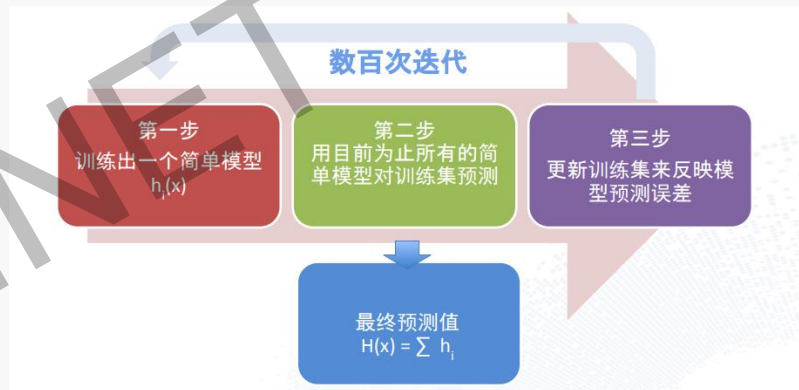 数百次迭代
第一步
训练出一个简单模型
hᵢ(x)
第二步
用目前为止所有的简
单模型对训练集预测
第三步
更新训练集来反映模
型预测误差
最终预测值
H(x) = ∑ hᵢ
NET